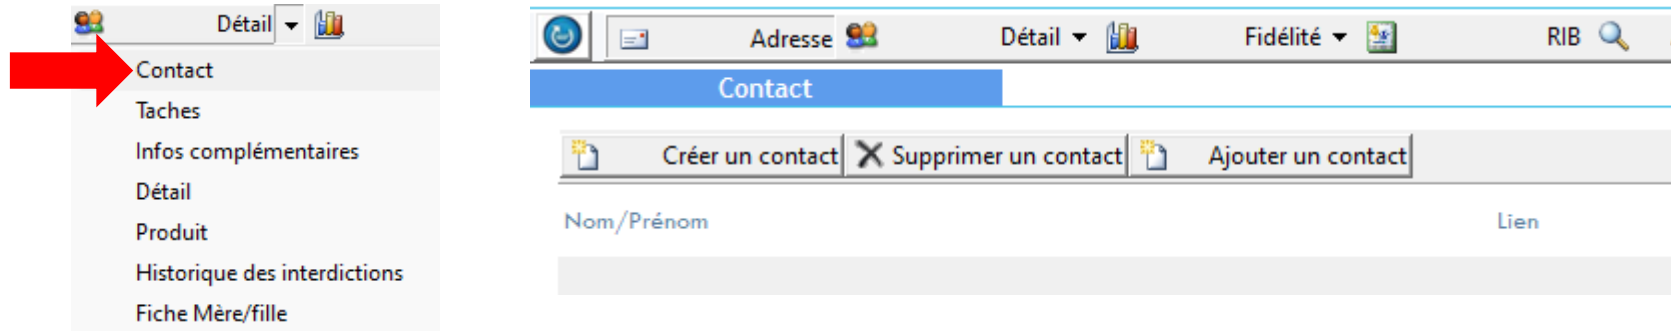 Détail
Contact
Taches
Infos complémentaires
Détail
Produit
Historique des interdictions
Fiche Mère/fille
Adresse Détail Fidélité RIB
Contact
Créer un contact Supprimer un contact Ajouter un contact
Nom/Prénom Lien